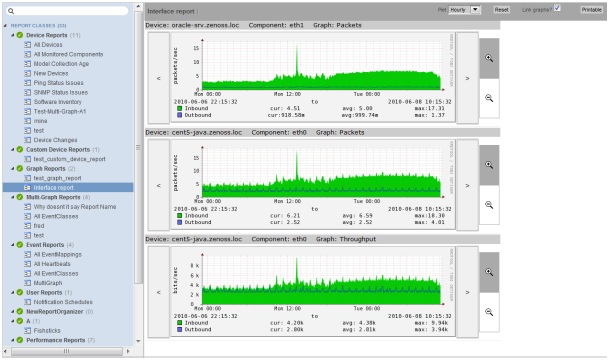 REPORT CLASSES (33)
Device Reports (11)
All Devices
All Monitored Components
Model Collection Age
New Devices
Ping Status Issues
SNMP Status Issues
Software Inventory
Test-Multi-Graph-A1
mine
test
Device Changes
Custom Device Reports (1)
test_custom_device_report
Graph Reports (2)
test_graph_report
Interface report
Multi-Graph Reports (4)
Why doesnt it say Report Name
All EventClasses
fred
test
Event Reports (4)
All EventMappings
All Heartbeats
All EventClasses
MultiGraph
User Reports (1)
Notification Schedules
NewReportOrganizer (0)
A (1)
Fishsticks
Performance Reports (7)
Interface report
Hourly
Reset
Link graphs?
Printable
Device: oracle-srv.zenoss.loc Component: eth1 Graph: Packets
<
packets/sec
15
10
5
0
Mon 00:00 Mon 12:00 Tue 00:00
2010-06-06 22:15:32 to 2010-06-08 10:15:32
Inbound cur: 4.51 avg: 5.00 max:17.31
Outbound cur:918.58m avg:999.74m max: 1.37
>
Device: cent5-java.zenoss.loc Component: eth0 Graph: Packets
<
packets/sec
15
10
5
0
Mon 00:00 Mon 12:00 Tue 00:00
2010-06-06 22:15:32 to 2010-06-08 10:15:32
Inbound cur: 6.21 avg: 6.59 max:18.30
Outbound cur: 2.52 avg: 2.52 max: 4.01
>
Device: cent5-java.zenoss.loc Component: eth0 Graph: Throughput
<
bits/sec
8 k
6 k
4 k
2 k
0
Mon 00:00 Mon 12:00 Tue 00:00
2010-06-06 22:15:32 to 2010-06-08 10:15:32
Inbound cur: 4.20k avg: 4.38k max: 9.94k
Outbound cur: 2.80k avg: 2.81k max: 3.94k
>